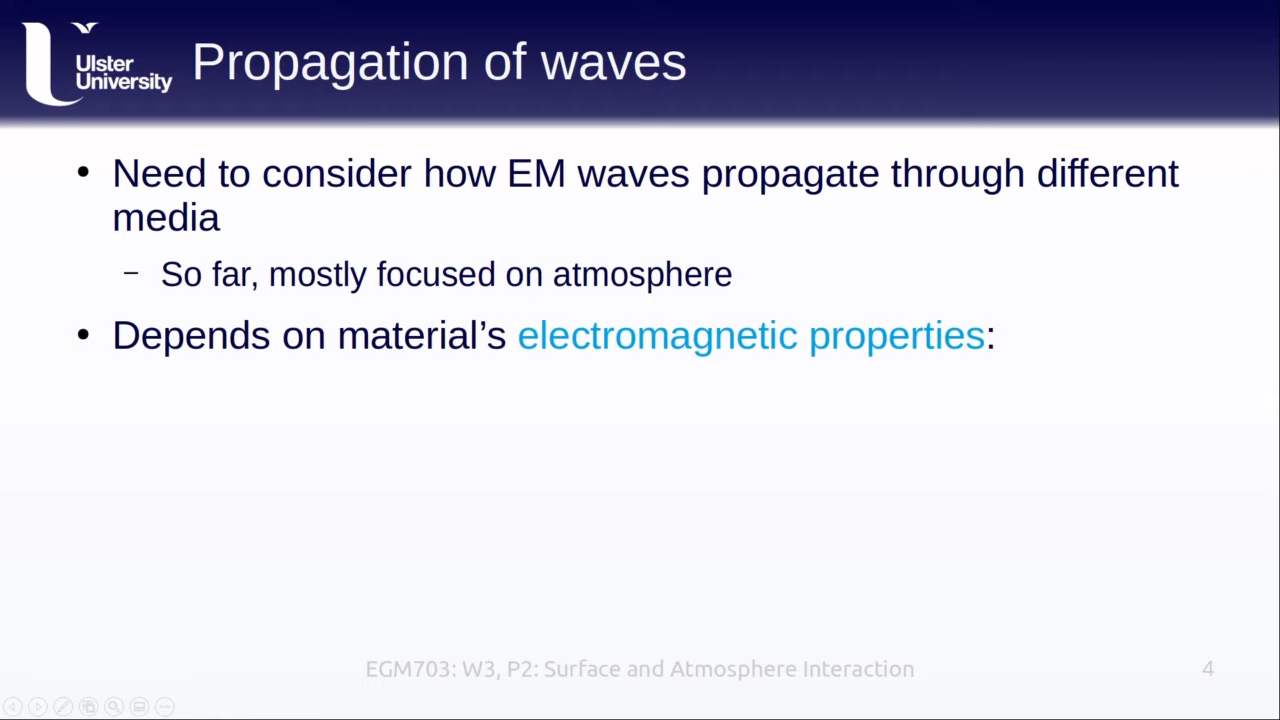 Ulster
University
Propagation of waves
• Need to consider how EM waves propagate through different
media
– So far, mostly focused on atmosphere
• Depends on material’s electromagnetic properties:
EGM703: W3, P2: Surface and Atmosphere Interaction
4